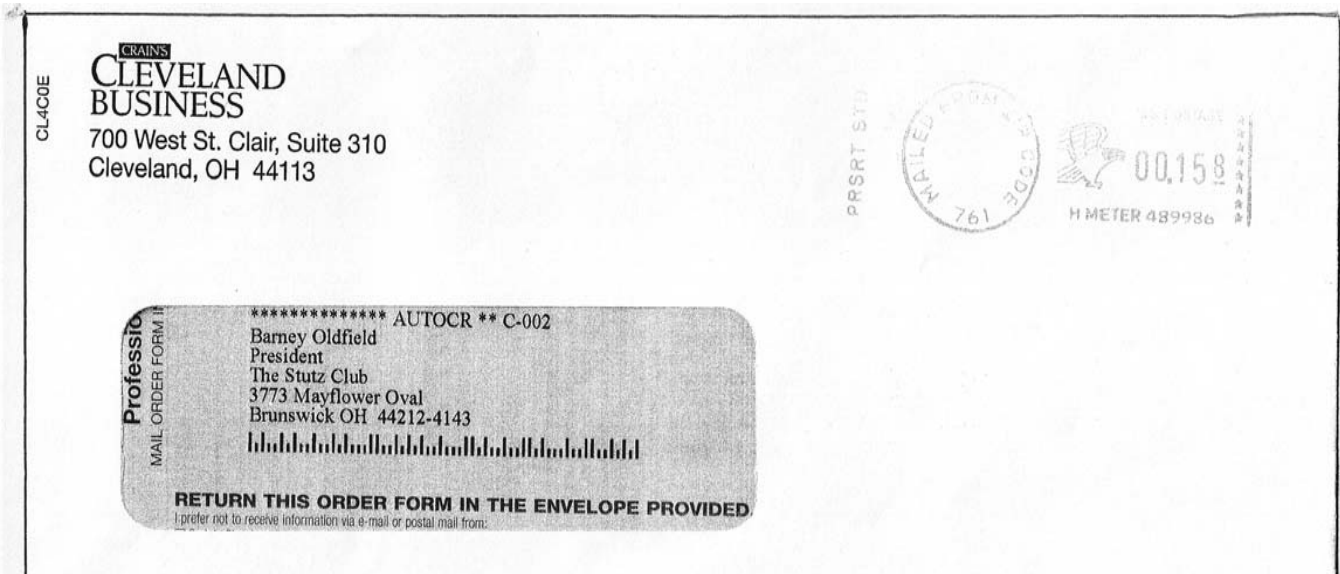 CL4C0E
CRAIN'S
CLEVELAND
BUSINESS
700 West St. Clair, Suite 310
Cleveland, OH 44113
PRSRT STD
MAILED FROM ZIP CODE
761
00.158
H METER 489986
Professio
MAIL ORDER FORM
************** AUTOCR ** C-002
Barney Oldfield
President
The Stutz Club
3773 Mayflower Oval
Brunswick OH 44212-4143
RETURN THIS ORDER FORM IN THE ENVELOPE PROVIDED.
I prefer not to receive information via e-mail or postal mail from: